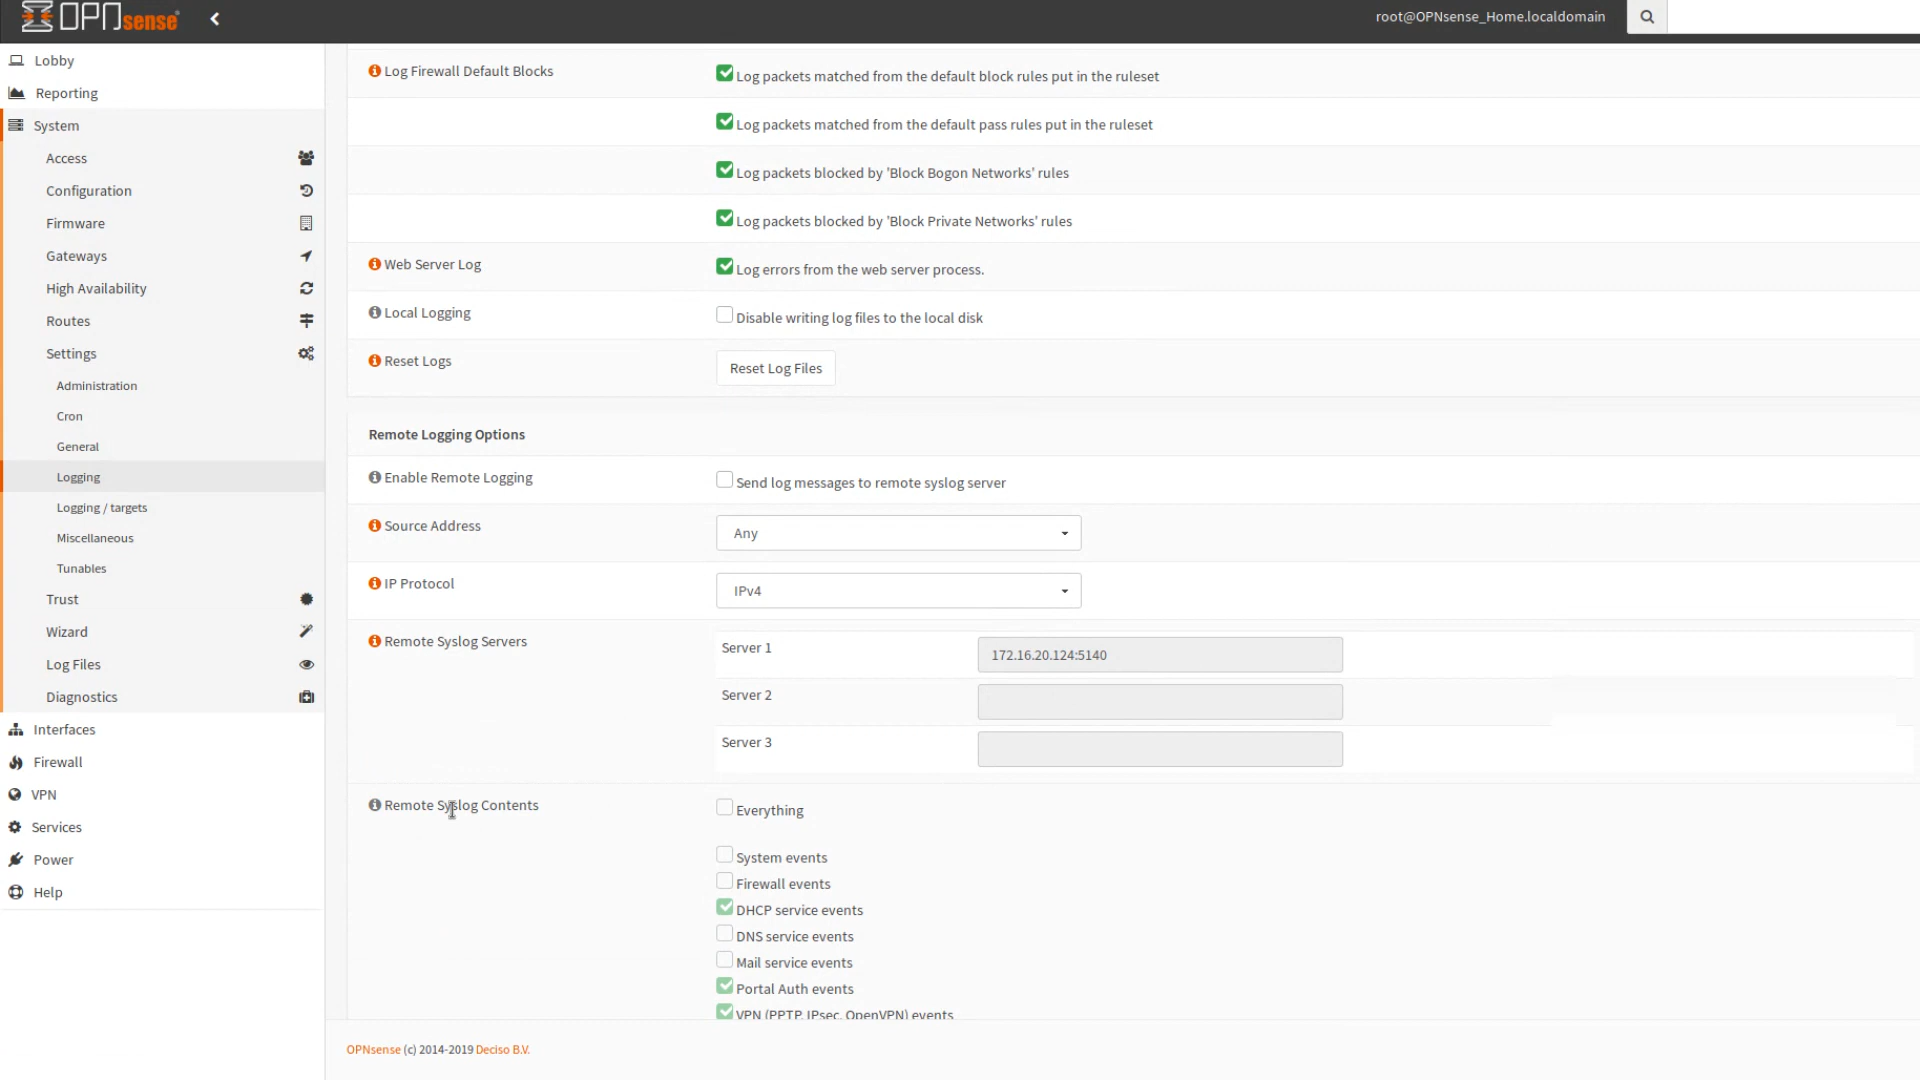 OPNsense
root@OPNsense_Home.localdomain
Lobby
Reporting
System
Access
Configuration
Firmware
Gateways
High Availability
Routes
Settings
Administration
Cron
General
Logging
Logging / targets
Miscellaneous
Tunables
Trust
Wizard
Log Files
Diagnostics
Interfaces
Firewall
VPN
Services
Power
Help
Log Firewall Default Blocks
Log packets matched from the default block rules put in the ruleset
Log packets matched from the default pass rules put in the ruleset
Log packets blocked by 'Block Bogon Networks' rules
Log packets blocked by 'Block Private Networks' rules
Web Server Log
Log errors from the web server process.
Local Logging
Disable writing log files to the local disk
Reset Logs
Reset Log Files
Remote Logging Options
Enable Remote Logging
Send log messages to remote syslog server
Source Address
Any
IP Protocol
IPv4
Remote Syslog Servers
Server 1
172.16.20.124:5140
Server 2
Server 3
Remote Syslog Contents
Everything
System events
Firewall events
DHCP service events
DNS service events
Mail service events
Portal Auth events
VPN (PPTP, IPsec, OpenVPN) events
OPNsense (c) 2014-2019 Deciso B.V.